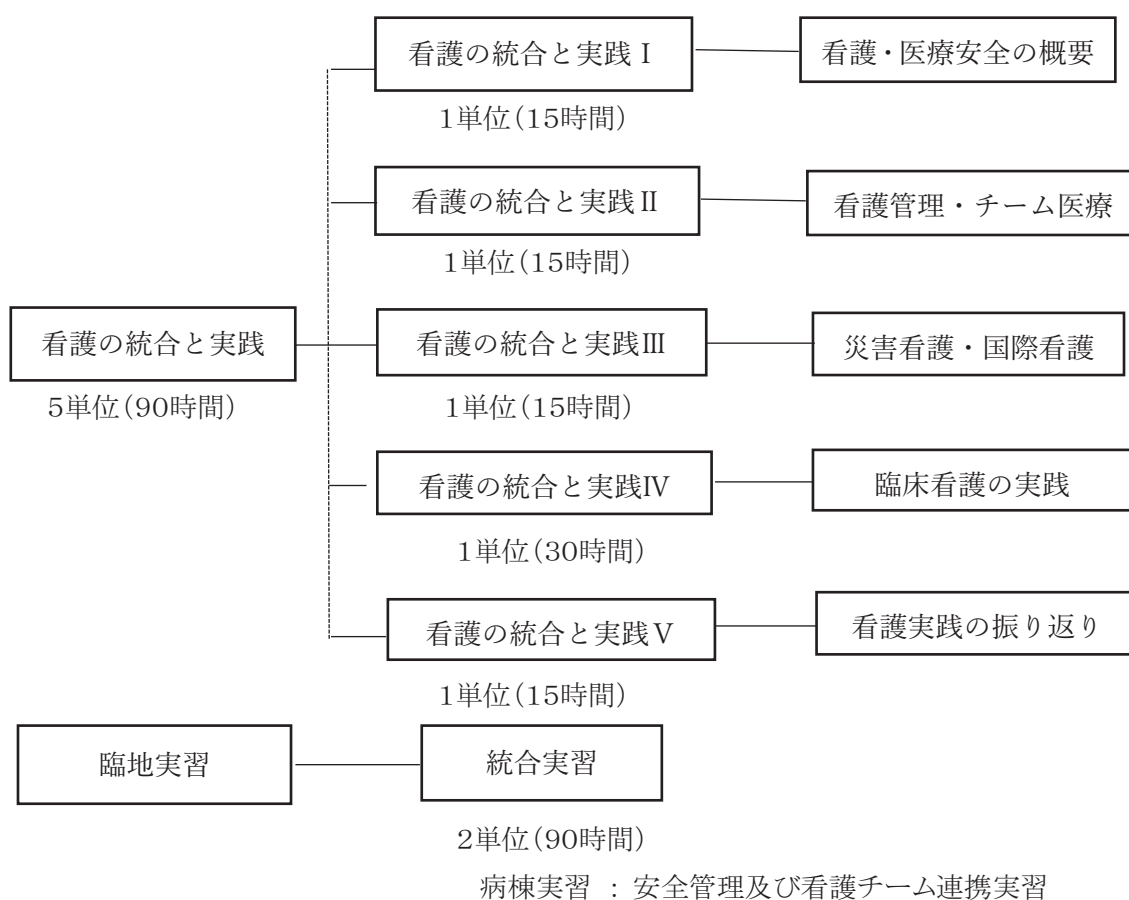 看護の統合と実践Ⅰ
看護・医療安全の概要
1単位(15時間)
看護の統合と実践Ⅱ
看護管理・チーム医療
1単位(15時間)
看護の統合と実践
看護の統合と実践Ⅲ
災害看護・国際看護
5単位(90時間)
1単位(15時間)
看護の統合と実践Ⅳ
臨床看護の実践
1単位(30時間)
看護の統合と実践Ⅴ
看護実践の振り返り
1単位(15時間)
臨地実習
統合実習
2単位(90時間)
病棟実習 : 安全管理及び看護チーム連携実習